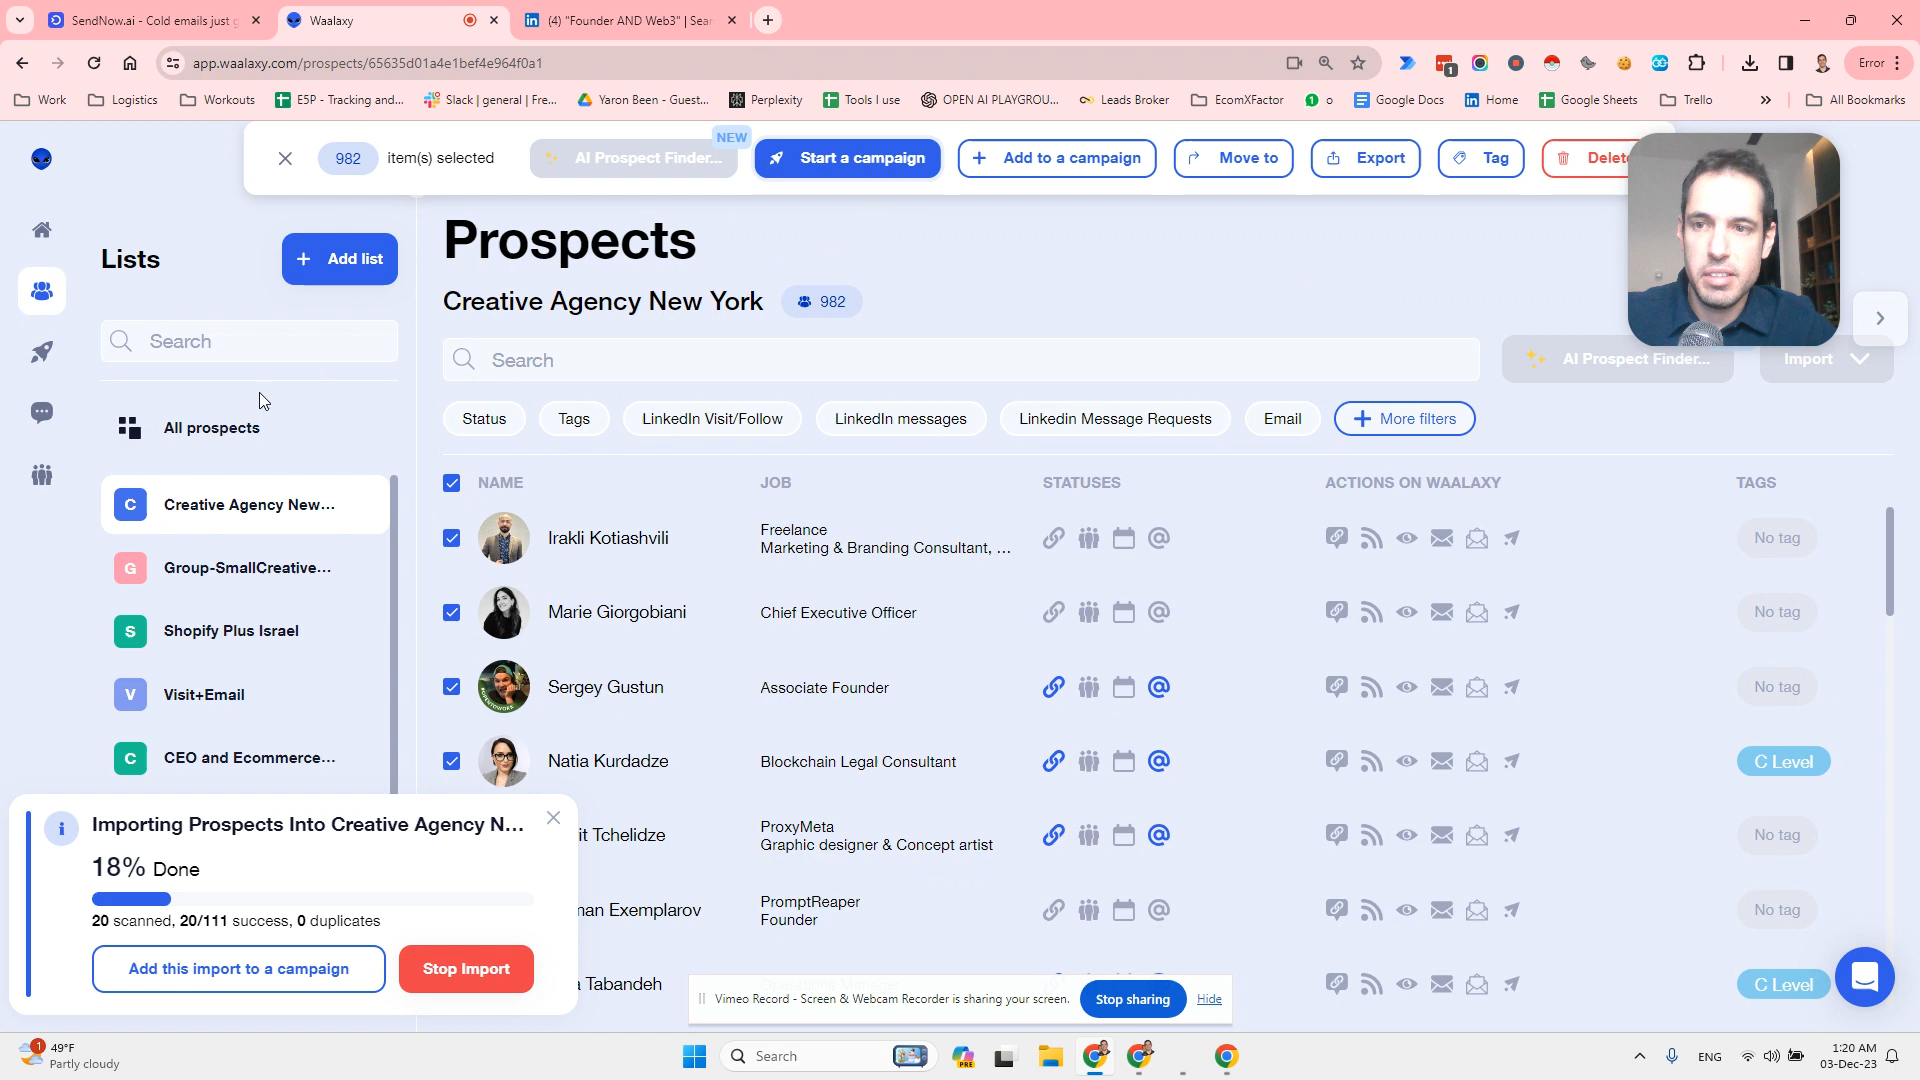 SendNow.ai - Cold emails just g
Waalaxy
(4) "Founder AND Web3" | Sear
app.waalaxy.com/prospects/65635d01a4e1bef4e964f0a1
1
Error
Work
Logistics
Workouts
E5P - Tracking and...
Slack | general | Fre...
Yaron Been - Guest...
Perplexity
Tools I use
OPEN AI PLAYGROU...
Leads Broker
EcomXFactor
1 o
Google Docs
Home
Google Sheets
Trello
All Bookmarks
982 item(s) selected
AI Prospect Finder...
NEW
Start a campaign
Add to a campaign
Move to
Export
Tag
Delete
Lists
Add list
Search
All prospects
C Creative Agency New...
G Group-SmallCreative...
S Shopify Plus Israel
V Visit+Email
C CEO and Ecommerce...
Prospects
Creative Agency New York 982
Search
AI Prospect Finder...
Import
Status
Tags
LinkedIn Visit/Follow
LinkedIn messages
Linkedin Message Requests
Email
More filters
NAME JOB STATUSES ACTIONS ON WAALAXY TAGS
Irakli Kotiashvili
Freelance
Marketing & Branding Consultant, ...
No tag
Marie Giorgobiani
Chief Executive Officer
No tag
Sergey Gustun
Associate Founder
No tag
Natia Kurdadze
Blockchain Legal Consultant
C Level
it Tchelidze
ProxyMeta
Graphic designer & Concept artist
No tag
nan Exemplarov
PromptReaper
Founder
No tag
a Tabandeh
C Level
Importing Prospects Into Creative Agency N...
18% Done
20 scanned, 20/111 success, 0 duplicates
Add this import to a campaign
Stop Import
Vimeo Record - Screen & Webcam Recorder is sharing your screen.
Stop sharing
Hide
1
49°F
Partly cloudy
Search
PRE
ENG
1:20 AM
03-Dec-23